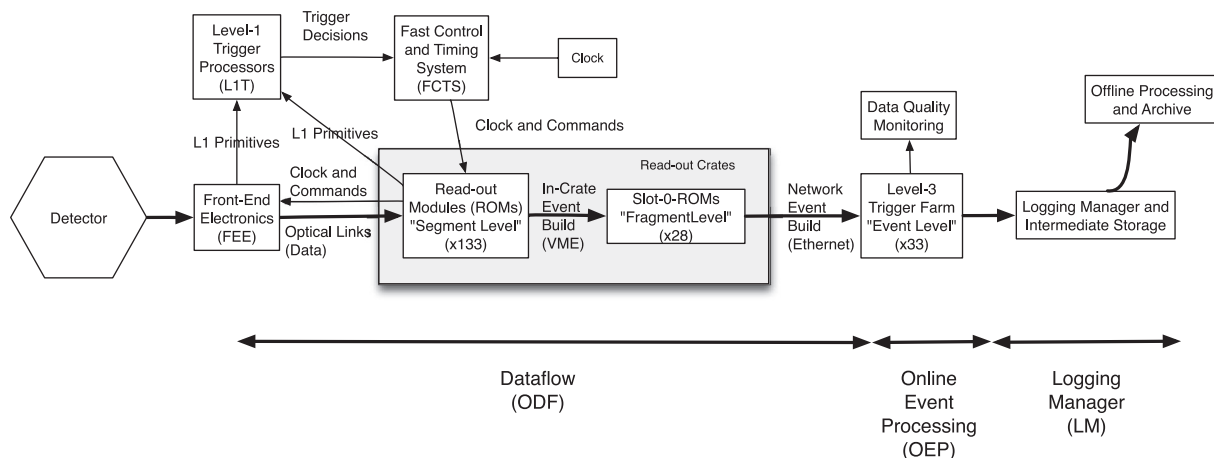 Level-1
Trigger
Processors
(L1T)
Trigger
Decisions
Fast Control
and Timing
System
(FCTS)
Clock
L1 Primitives
L1 Primitives
Clock and Commands
Data Quality
Monitoring
Offline Processing
and Archive
Detector
Front-End
Electronics
(FEE)
Clock and
Commands
Optical Links
(Data)
Read-out Crates
Read-out
Modules (ROMs)
"Segment Level"
(x133)
In-Crate
Event
Build
(VME)
Slot-0-ROMs
"FragmentLevel"
(x28)
Network
Event
Build
(Ethernet)
Level-3
Trigger Farm
"Event Level"
(x33)
Logging Manager and
Intermediate Storage
Dataflow
(ODF)
Online
Event
Processing
(OEP)
Logging
Manager
(LM)